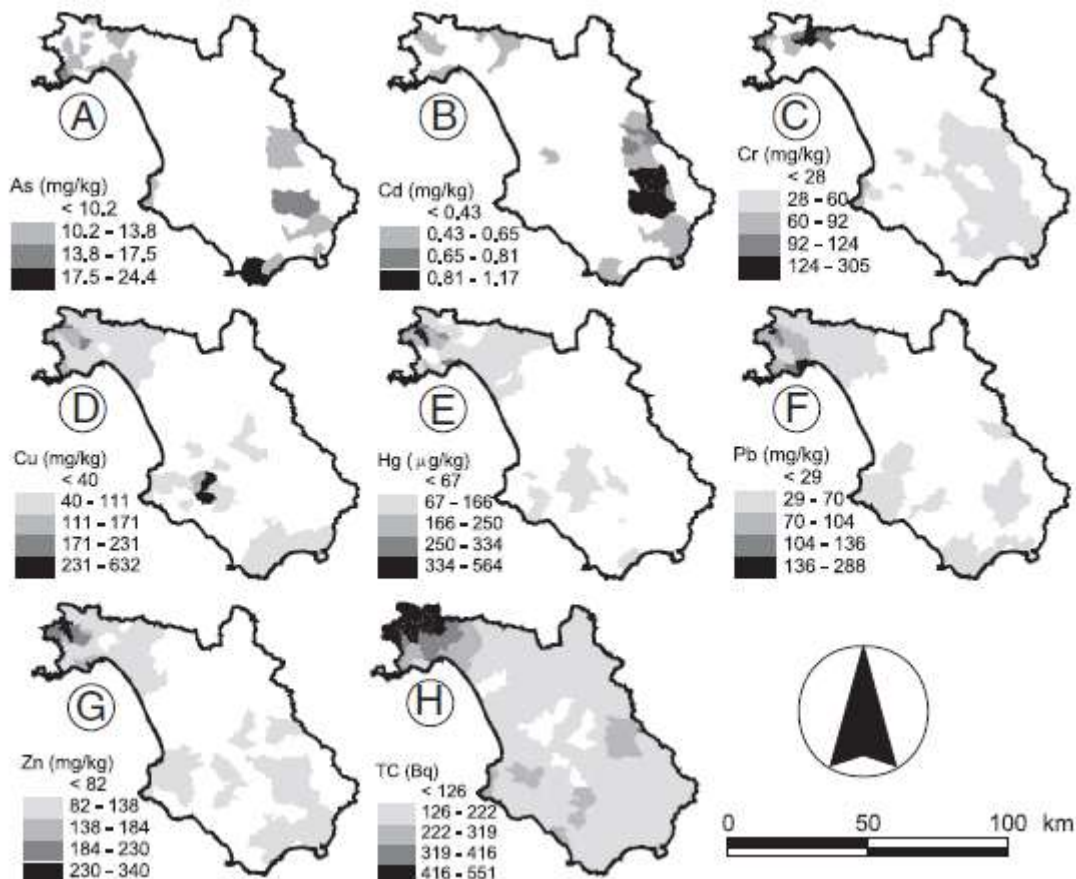 A
As (mg/kg)
< 10.2
10.2 - 13.8
13.8 - 17.5
17.5 - 24.4
B
Cd (mg/kg)
< 0.43
0.43 - 0.65
0.65 - 0.81
0.81 - 1.17
C
Cr (mg/kg)
< 28
28 - 60
60 - 92
92 - 124
124 - 305
D
Cu (mg/kg)
< 40
40 - 111
111 - 171
171 - 231
231 - 632
E
Hg (μg/kg)
< 67
67 - 166
166 - 250
250 - 334
334 - 564
F
Pb (mg/kg)
< 29
29 - 70
70 - 104
104 - 136
136 - 288
G
Zn (mg/kg)
< 82
82 - 138
138 - 184
184 - 230
230 - 340
H
TC (Bq)
< 126
126 - 222
222 - 319
319 - 416
416 - 551
0 50 100 km